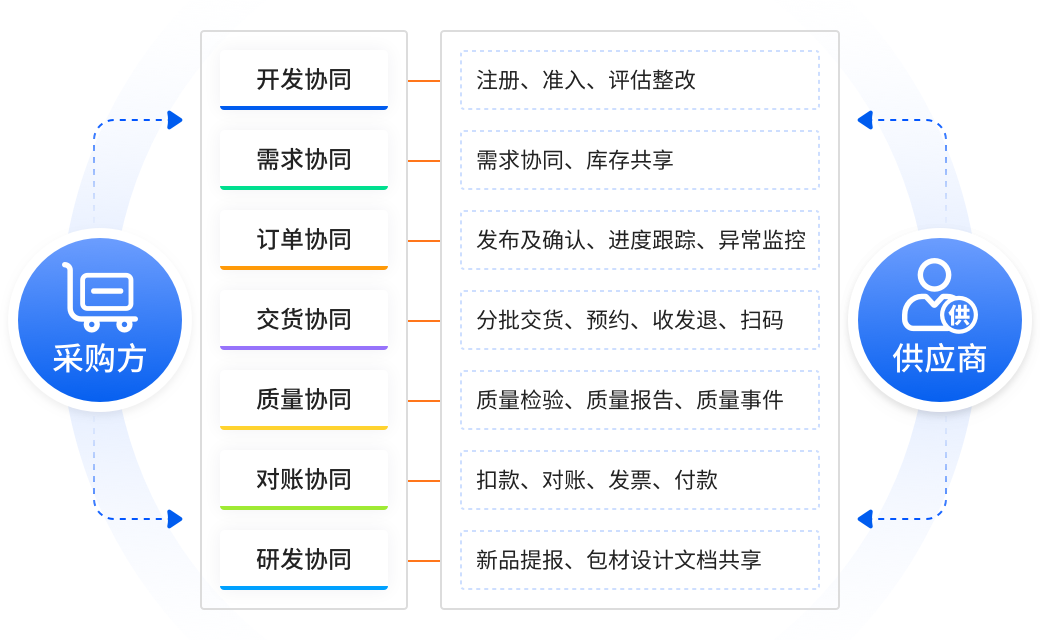 开发协同
注册、准入、评估整改
需求协同
需求协同、库存共享
订单协同
发布及确认、进度跟踪、异常监控
交货协同
分批交货、预约、收发退、扫码
采购方
供
供应商
质量协同
质量检验、质量报告、质量事件
对账协同
扣款、对账、发票、付款
研发协同
新品提报、包材设计文档共享